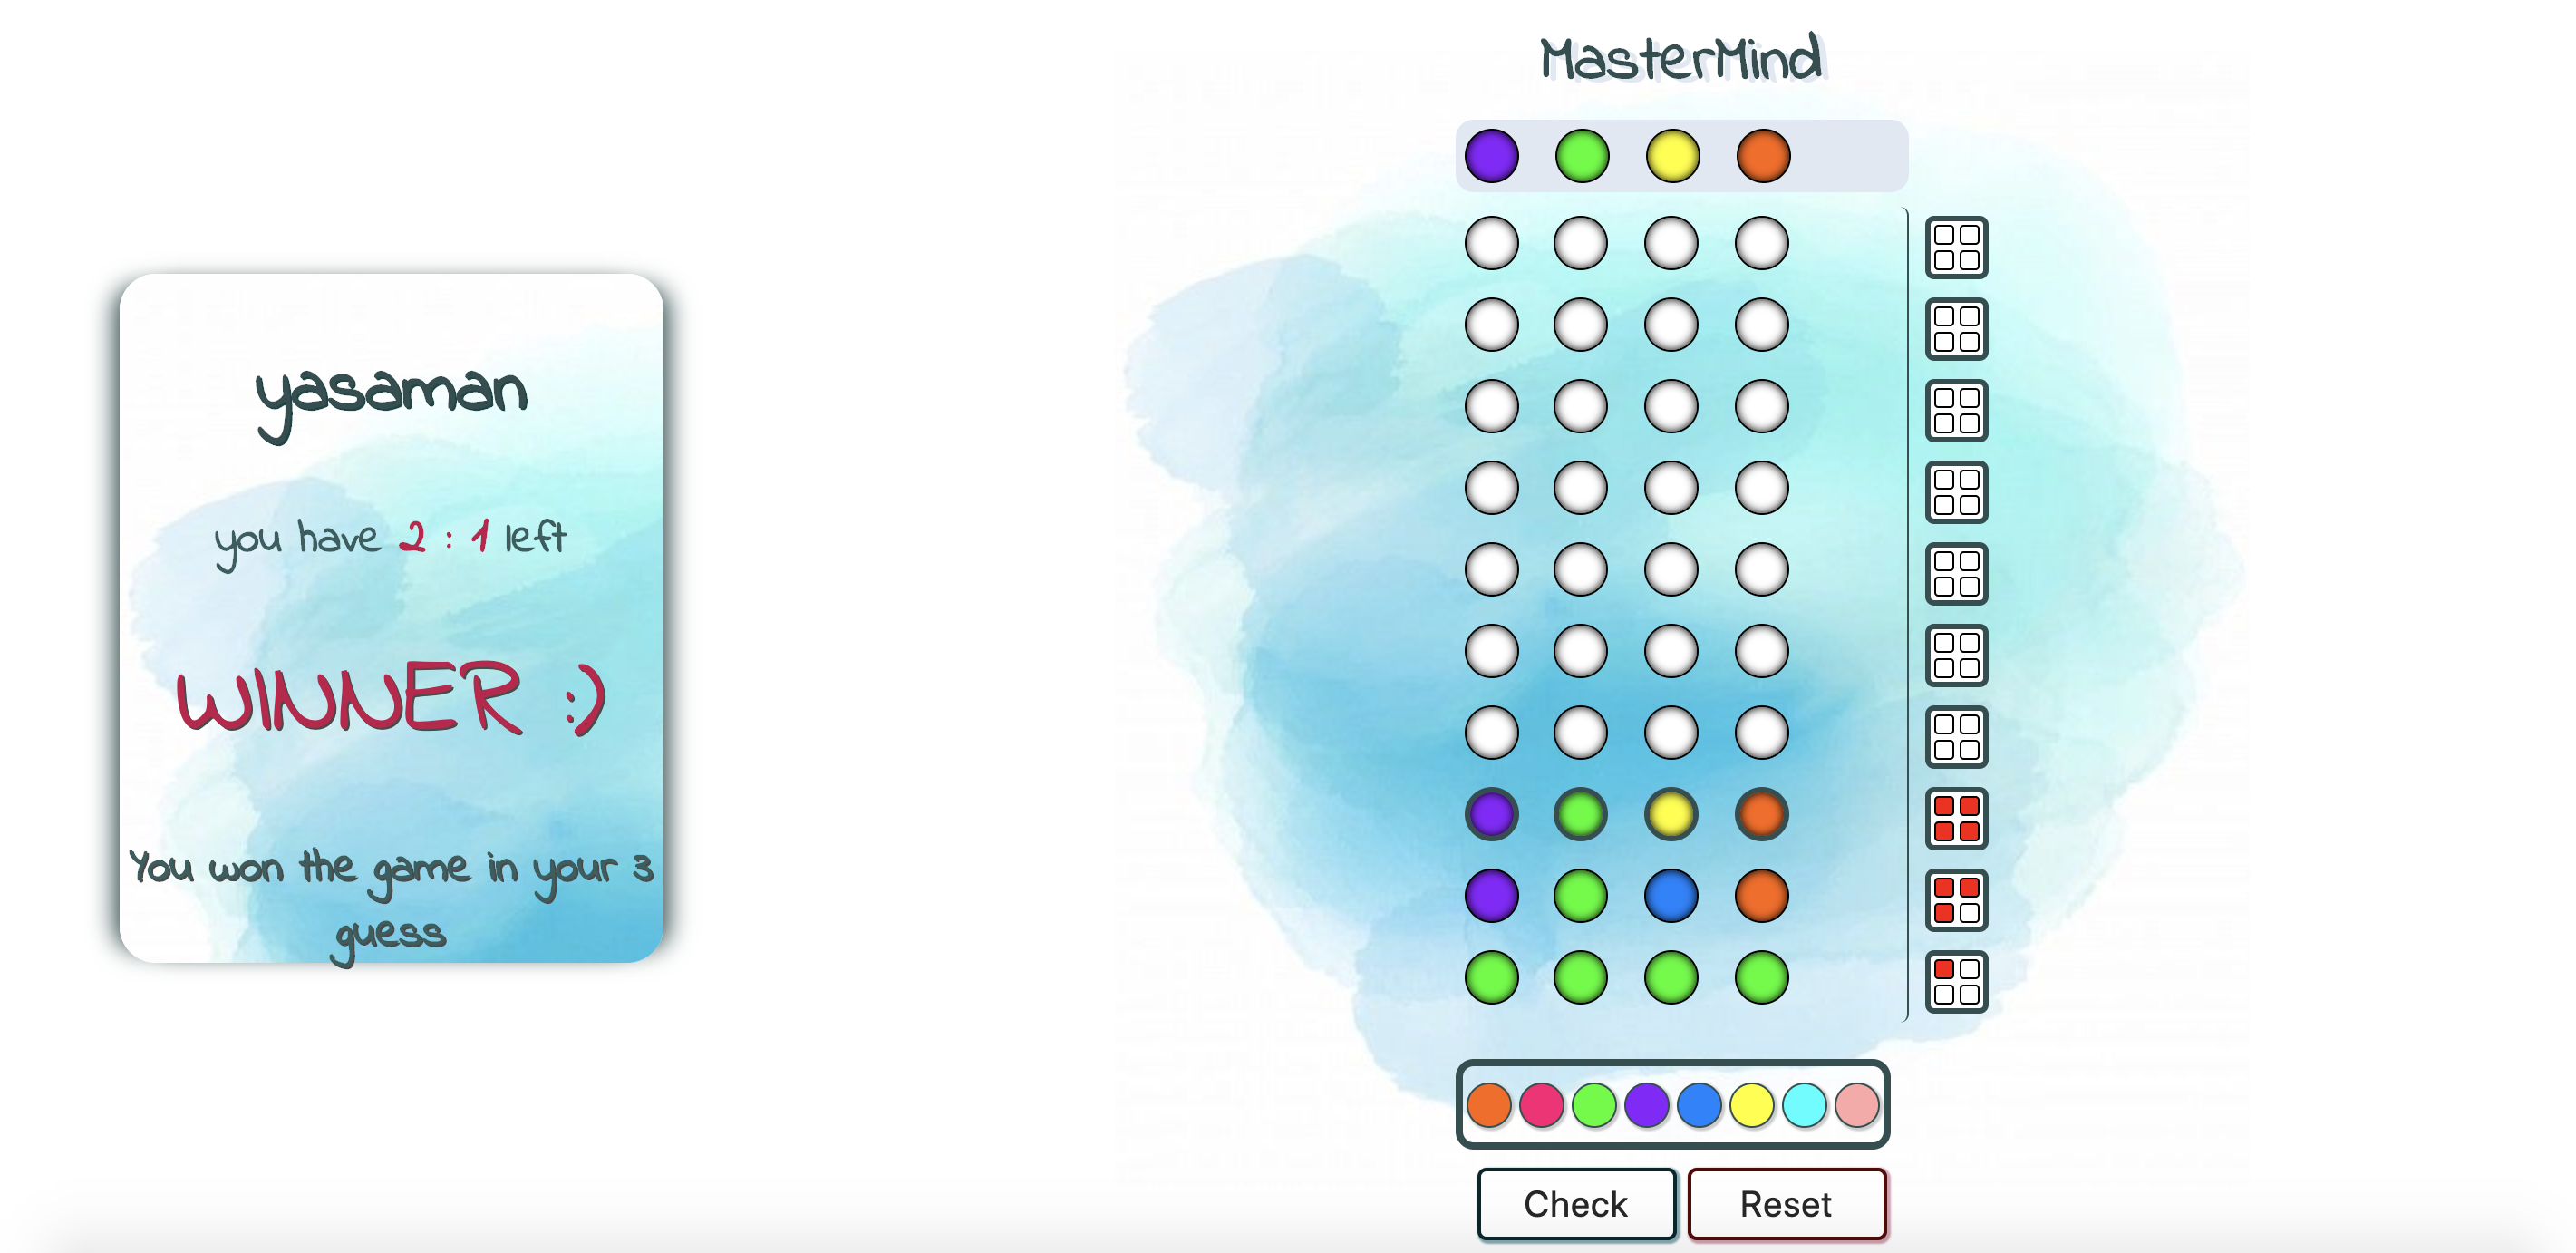 MasterMind
yasaman
you have 2 : 1 left
WINNER :)
You won the game in your 3
guess
Check
Reset